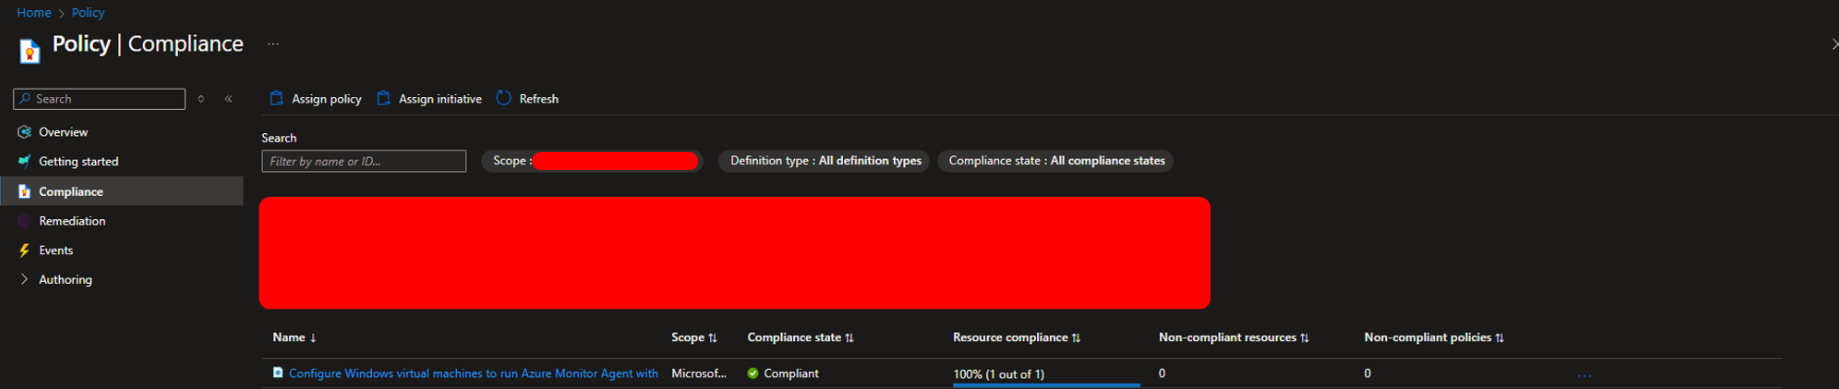 Home > Policy
Policy | Compliance ...
Search
Assign policy Assign initiative Refresh
Overview
Getting started
Compliance
Remediation
Events
Authoring
Search
Filter by name or ID...
Scope :
Definition type : All definition types
Compliance state : All compliance states
Name ↓ Scope ↑↓ Compliance state ↑↓ Resource compliance ↑↓ Non-compliant resources ↑↓ Non-compliant policies ↑↓
Configure Windows virtual machines to run Azure Monitor Agent with Microsof... Compliant 100% (1 out of 1) 0 0 ...